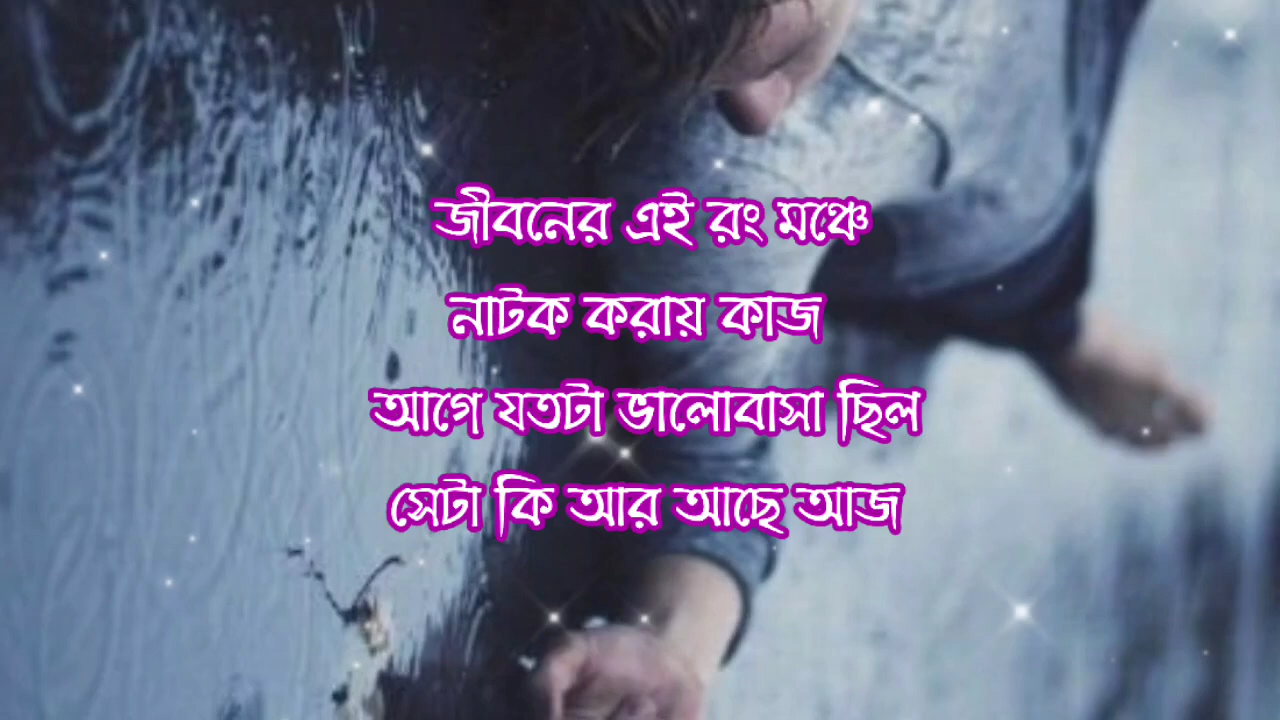 জীবনের এই রং মঞ্চে
নাটক করায় কাজ
আগে যতটা ভালোবাসা ছিল
সেটা কি আর আছে আজ